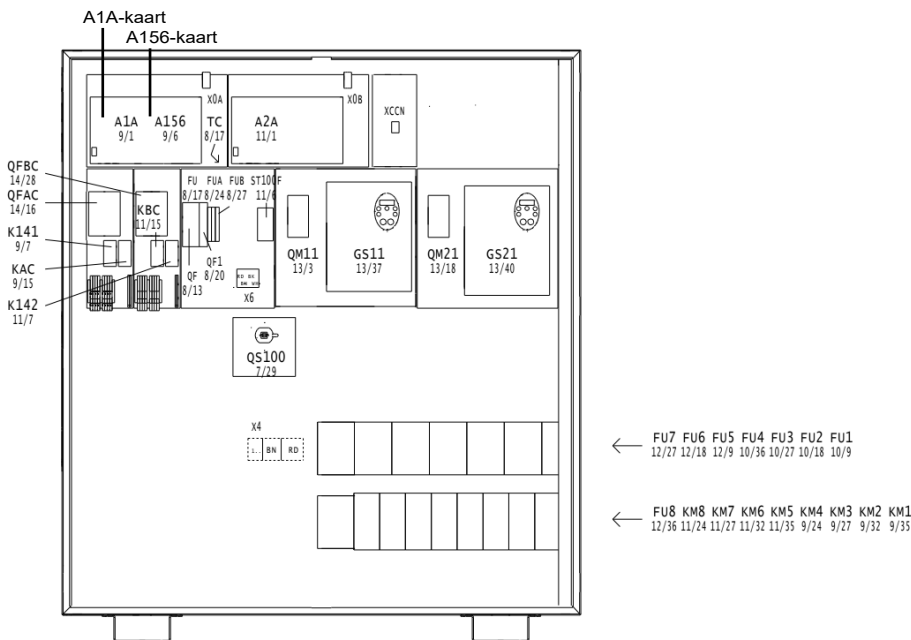 A1A-kaart
A156-kaart
X0A
X0B
XCCN
A1A
9/1
A156
9/6
TC
8/17
A2A
11/1
QFBC
14/28
QFAC
14/16
K141
9/7
KAC
9/15
K142
11/7
KBC
11/15
FU FUA FUB ST100F
8/17 8/24 8/27 11/6
QF
8/13
QF1
8/20
X6
QM11
13/3
GS11
13/37
QM21
13/18
GS21
13/40
QS100
7/29
X4
BN RD
FU7 FU6 FU5 FU4 FU3 FU2 FU1
12/27 12/18 12/9 10/36 10/27 10/18 10/9
FU8 KM8 KM7 KM6 KM5 KM4 KM3 KM2 KM1
12/36 11/24 11/27 11/32 11/35 9/24 9/27 9/32 9/35